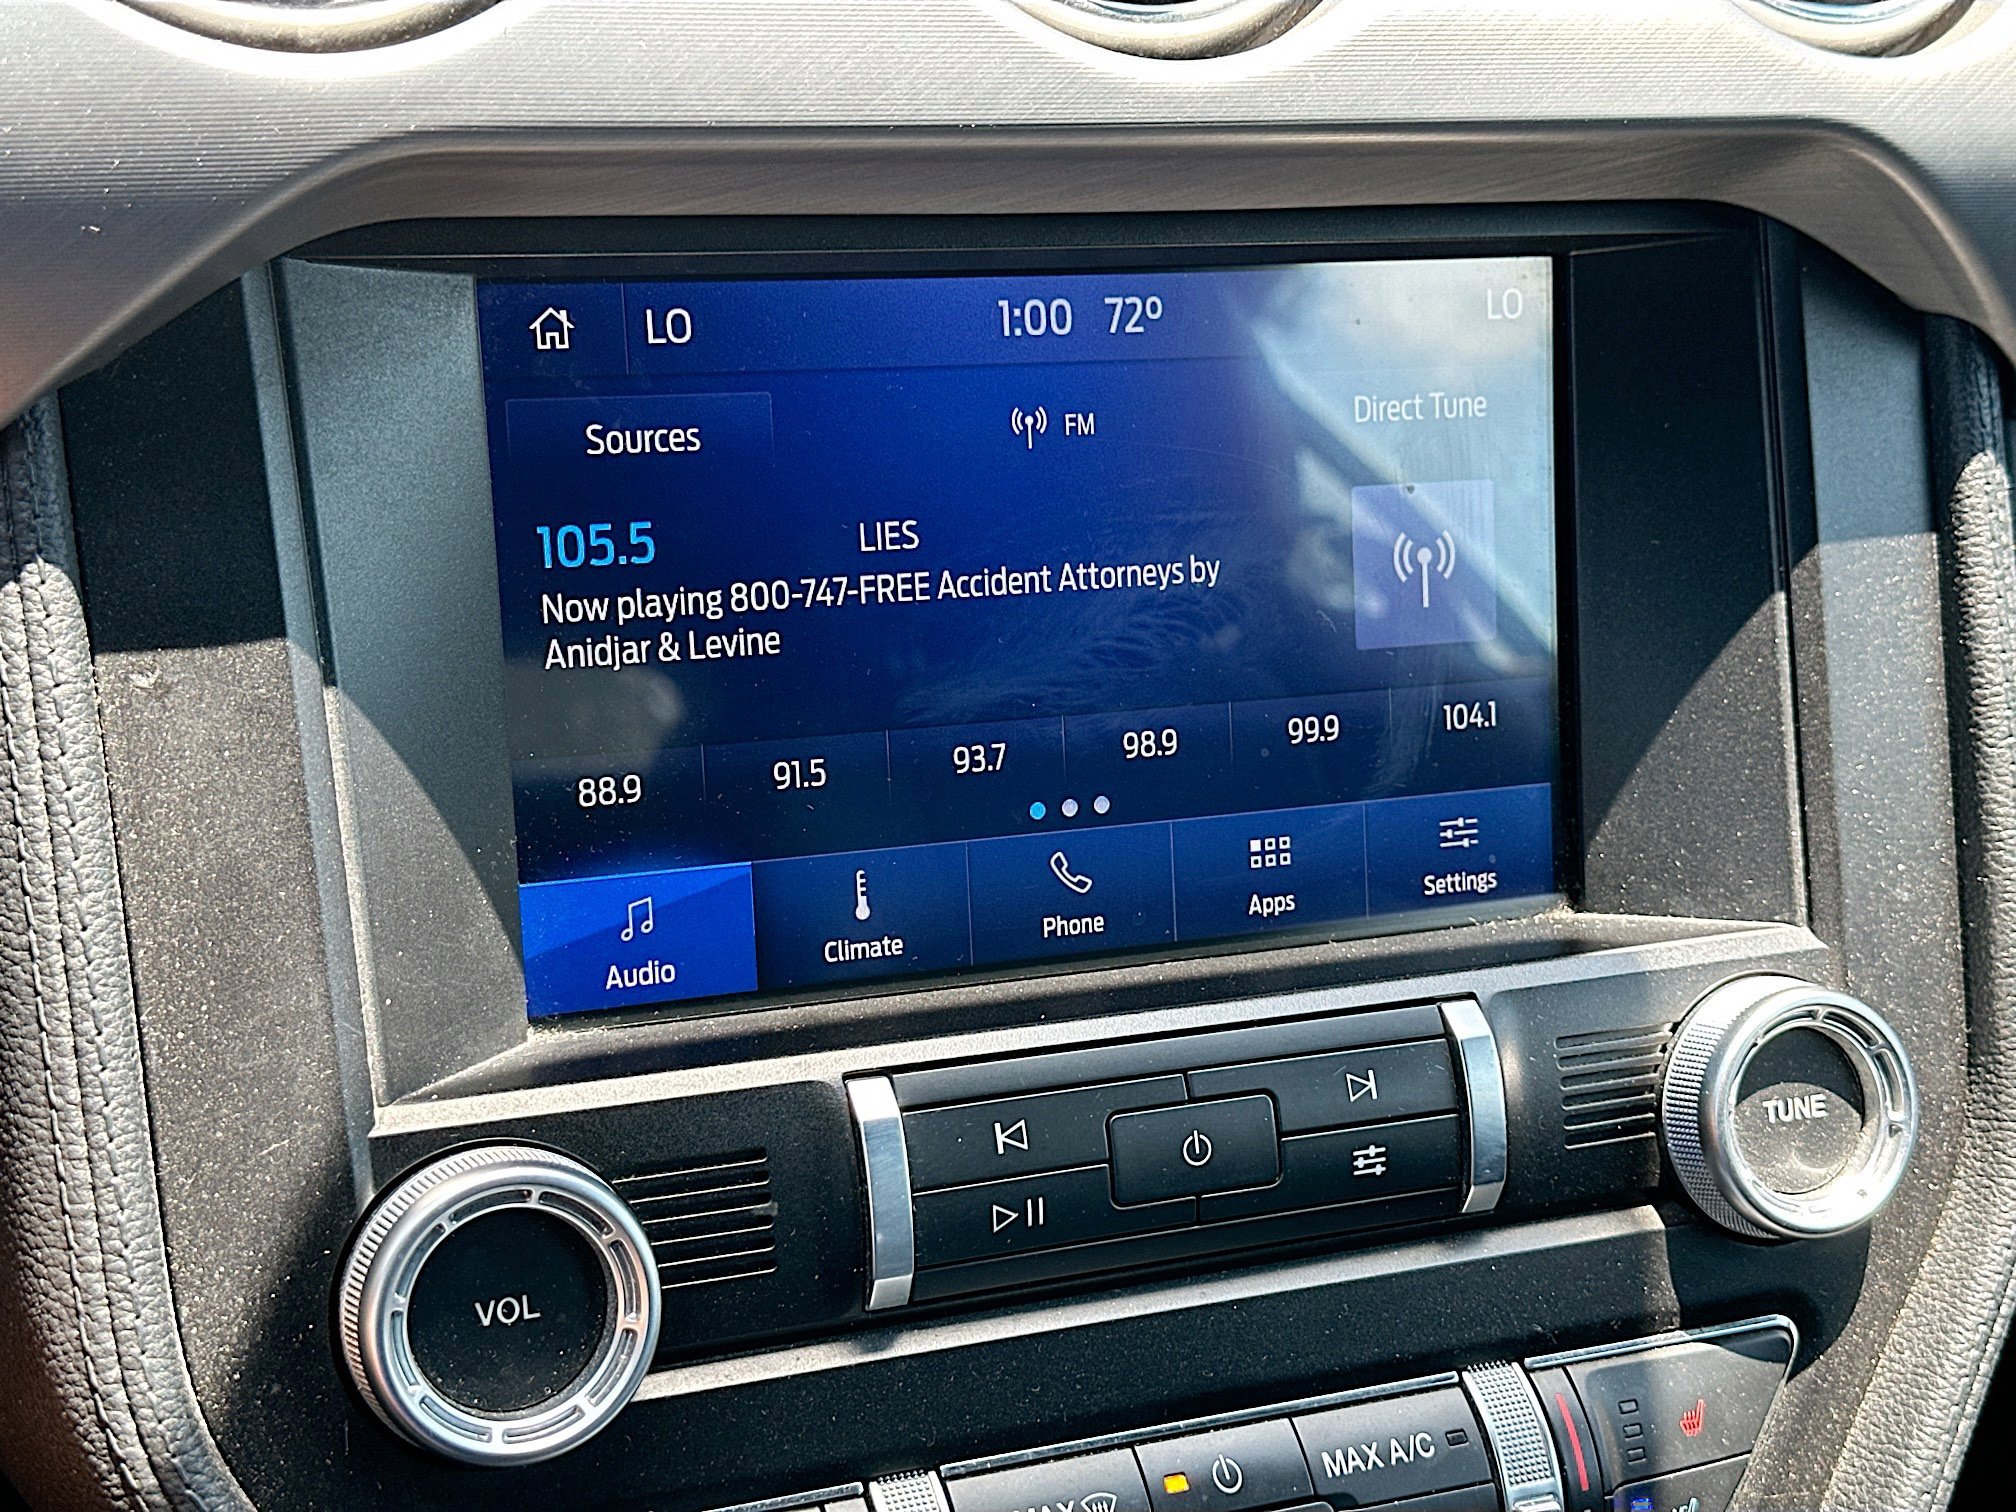 LO 1:00 72° LO
Sources FM Direct Tune
105.5 LIES
Now playing 800-747-FREE Accident Attorneys by
Anidjar & Levine
88.9 91.5 93.7 98.9 99.9 104.1
Audio Climate Phone Apps Settings
VOL TUNE
MAX MAX A/C